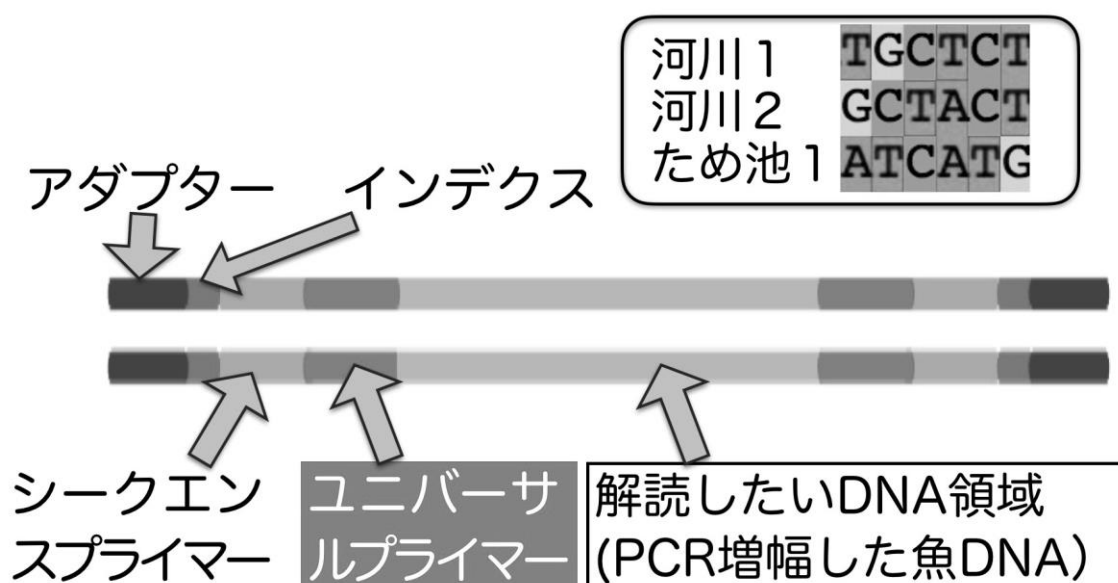 河川1 TGCTCT
河川2 GCTACT
ため池1 ATCATG
アダプター
インデクス
シークエン
スプライマー
ユニバーサ
ルプライマー
解読したいDNA領域
(PCR増幅した魚DNA)